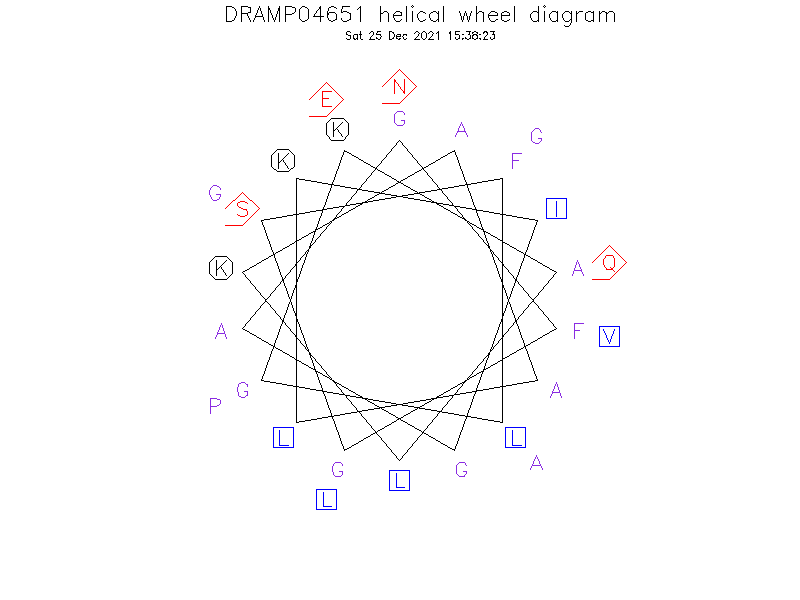 DRAMP04651 helical wheel diagram
Sat 25 Dec 2021 15:38:23
E N
K G A G
K F
G S I
K A Q
A F V
P G A
L L
G L G A
L